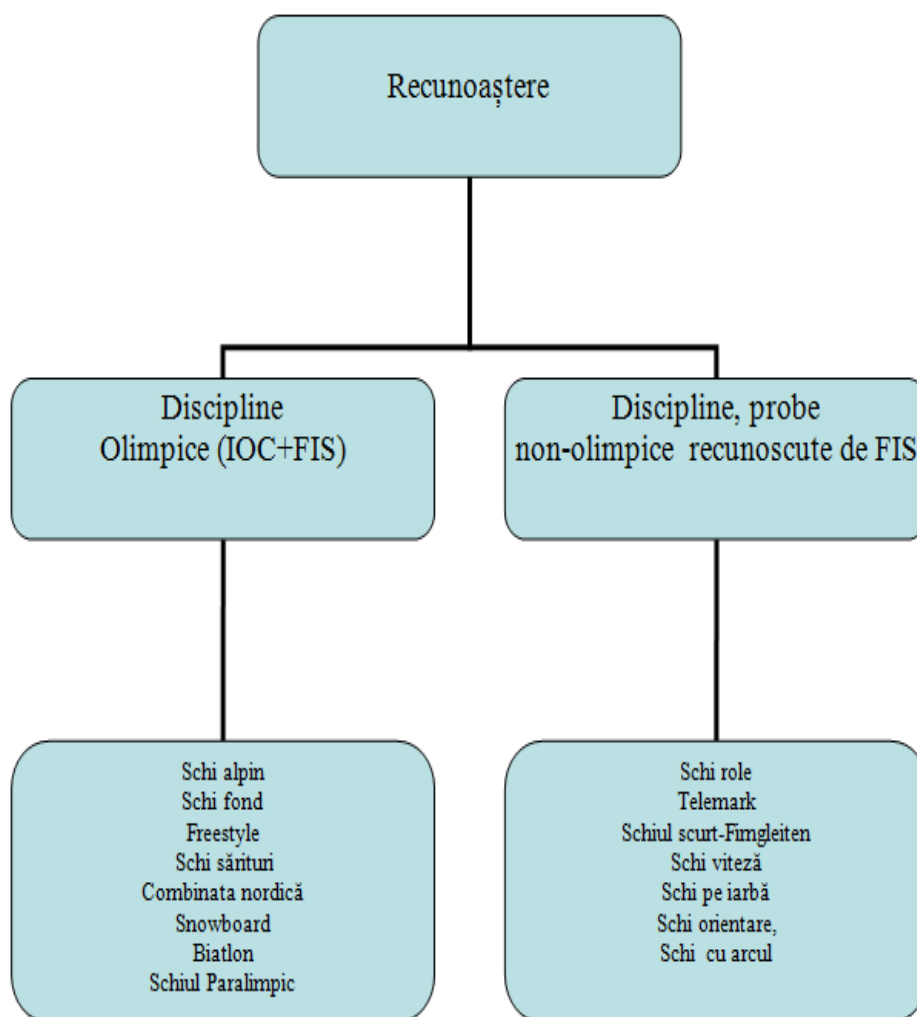 Recunoaștere
Discipline
Olimpice (IOC+FIS)
Discipline, probe
non-olimpice recunoscute de FIS
Schi alpin
Schi fond
Freestyle
Schi sărituri
Combinata nordică
Snowboard
Biatlon
Schiul Paralimpic
Schi role
Telemark
Schiul scurt-Firngleiten
Schi viteză
Schi pe iarbă
Schi orientare,
Schi cu arcul